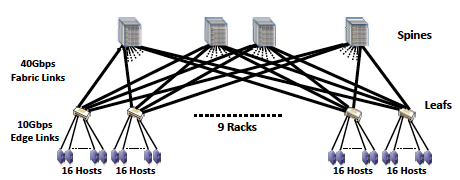 Spines
40Gbps
Fabric Links
Leafs
10Gbps
Edge Links
9 Racks
16 Hosts
16 Hosts
16 Hosts
16 Hosts